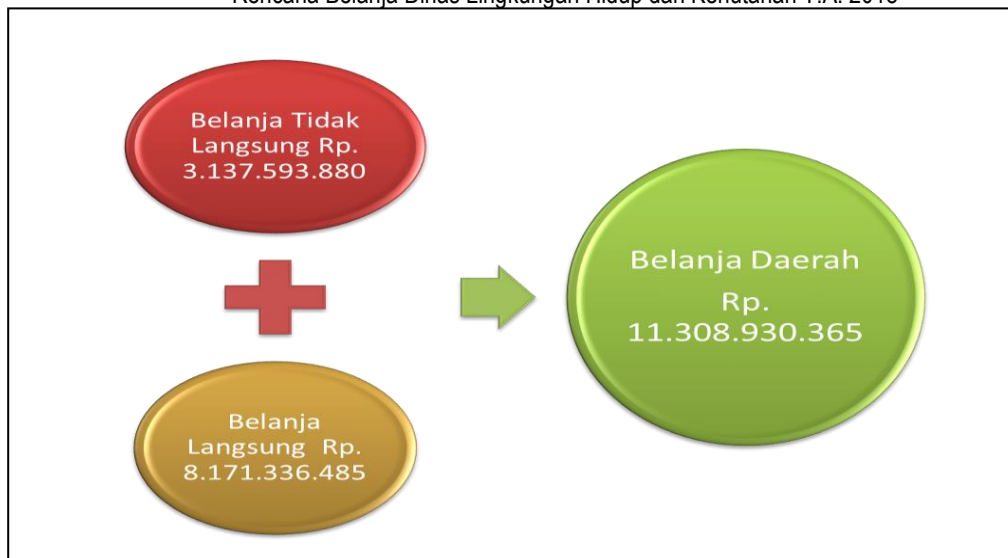 Rencana Belanja Dinas Lingkungan Hidup dan Kehutanan T.A. 2018
Belanja Tidak
Langsung Rp.
3.137.593.880
Belanja
Langsung Rp.
8.171.336.485
Belanja Daerah
Rp.
11.308.930.365